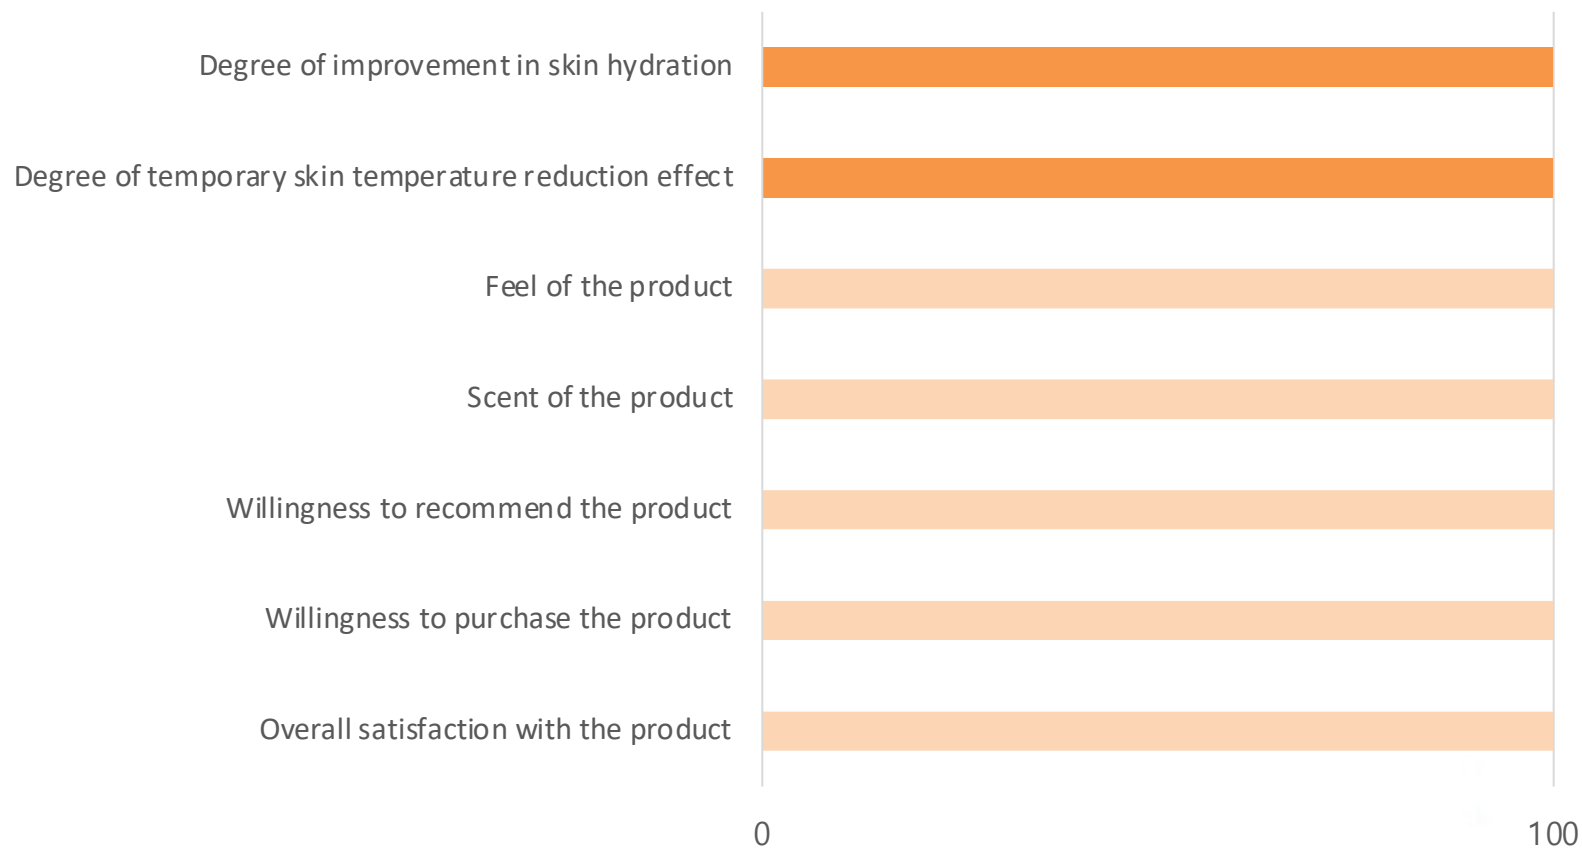 Degree of improvement in skin hydration
Degree of temporary skin temperature reduction effect
Feel of the product
Scent of the product
Willingness to recommend the product
Willingness to purchase the product
Overall satisfaction with the product
0 100